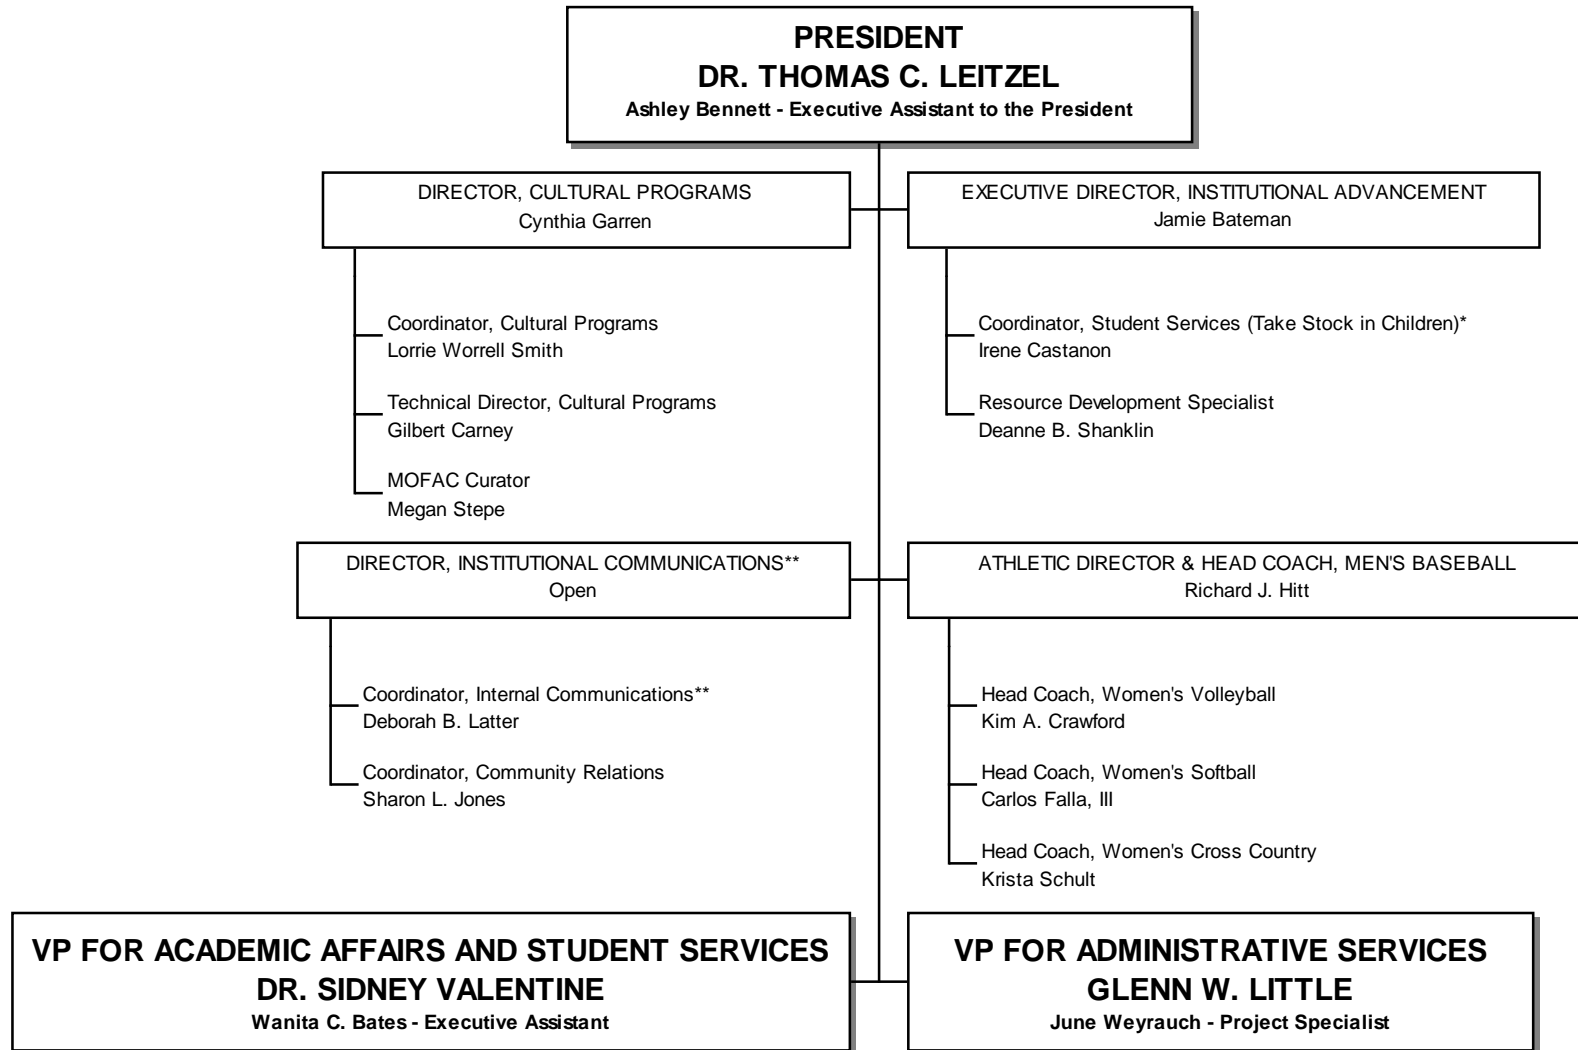 PRESIDENT
DR. THOMAS C. LEITZEL
Ashley Bennett - Executive Assistant to the President
DIRECTOR, CULTURAL PROGRAMS
Cynthia Garren
Coordinator, Cultural Programs
Lorrie Worrell Smith
Technical Director, Cultural Programs
Gilbert Carney
MOFAC Curator
Megan Stepe
EXECUTIVE DIRECTOR, INSTITUTIONAL ADVANCEMENT
Jamie Bateman
Coordinator, Student Services (Take Stock in Children)*
Irene Castanon
Resource Development Specialist
Deanne B. Shanklin
DIRECTOR, INSTITUTIONAL COMMUNICATIONS**
Open
Coordinator, Internal Communications**
Deborah B. Latter
Coordinator, Community Relations
Sharon L. Jones
ATHLETIC DIRECTOR & HEAD COACH, MEN'S BASEBALL
Richard J. Hitt
Head Coach, Women's Volleyball
Kim A. Crawford
Head Coach, Women's Softball
Carlos Falla, III
Head Coach, Women's Cross Country
Krista Schult
VP FOR ACADEMIC AFFAIRS AND STUDENT SERVICES
DR. SIDNEY VALENTINE
Wanita C. Bates - Executive Assistant
VP FOR ADMINISTRATIVE SERVICES
GLENN W. LITTLE
June Weyrauch - Project Specialist